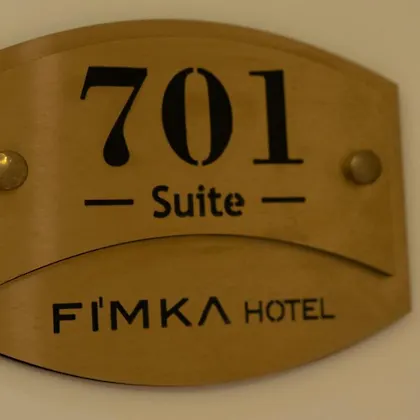 701
— Suite —
FİMKA HOTEL